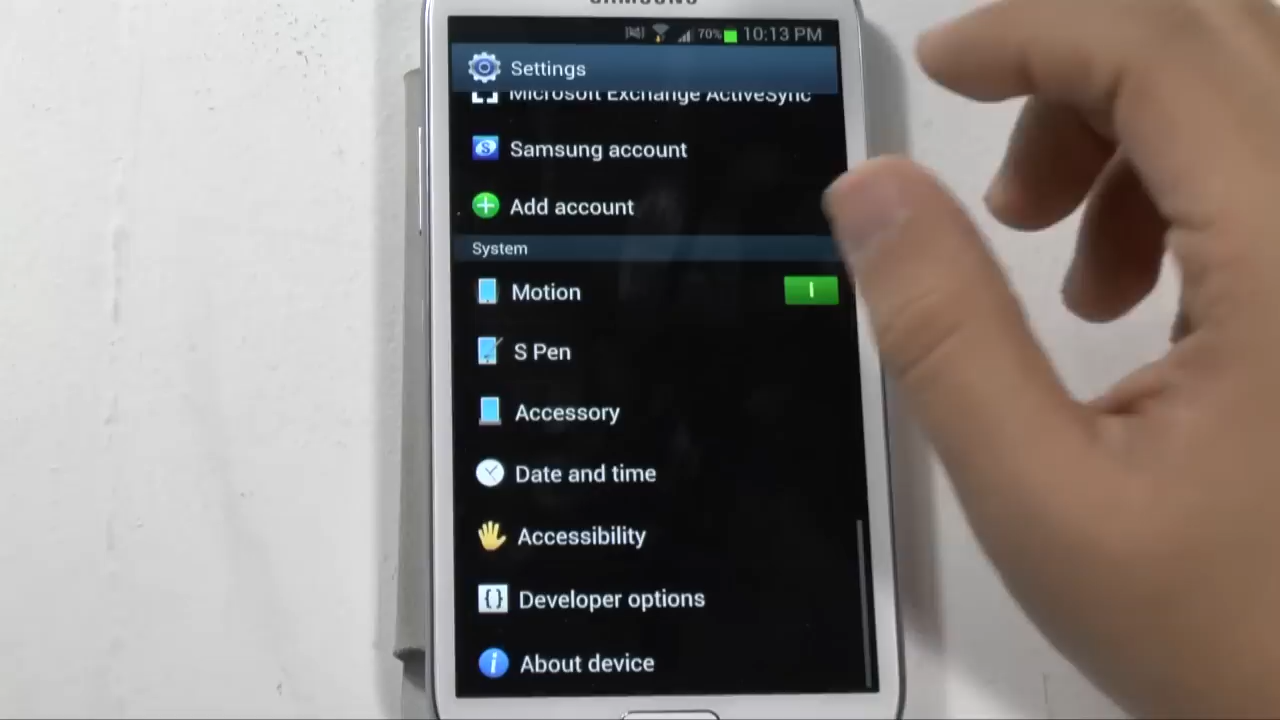 SAMSUNG
70% 10:13 PM
Settings
Microsoft Exchange ActiveSync
Samsung account
Add account
System
Motion
S Pen
Accessory
Date and time
Accessibility
Developer options
About device